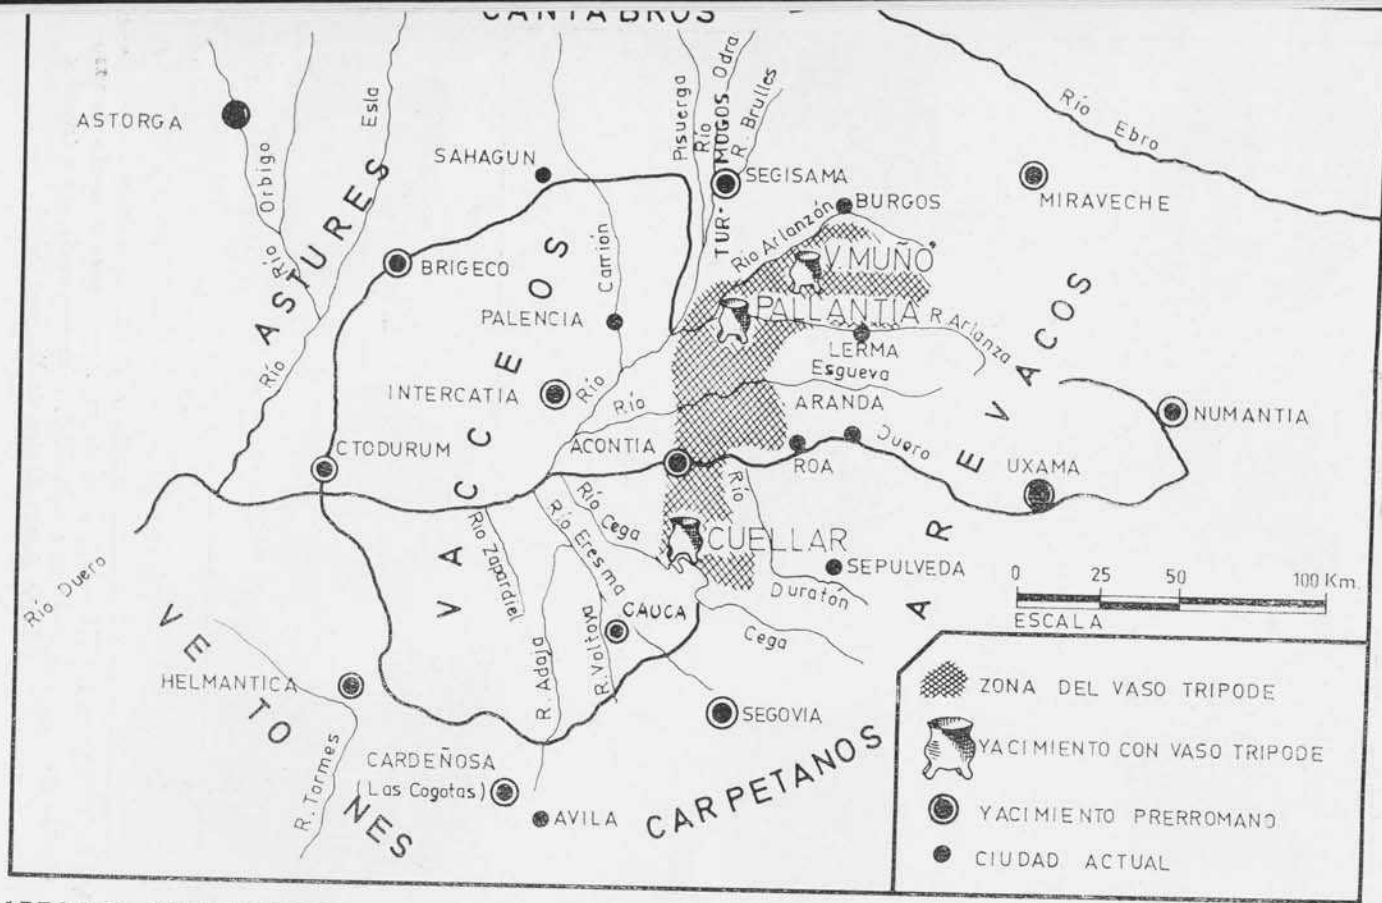 CANTABROS
ASTORGA
Orbigo
Río
Esla
Río
ASTURES
SAHAGUN
BRIGECO
Carrión
Río
PALENCIA
INTERCATIA
VACCEOS
CTODURUM
Pisuerga
Río
Odra
Río
R. Brulles
TUR-MOGOS
SEGISAMA
BURGOS
Río Arlanzón
V. MUÑO
PALLANTIA
R Arlanza
LERMA
Esgueva
Río
ARANDA
ROA
Duero
ACONTIA
Río
Duratón
Río Ebro
MIRAVECHE
AREVACOS
NUMANTIA
UXAMA
Río Cega
Río Eresma
Río Zapardiel
R. Adaja
R. Valtoya
CUELLAR
SEPULVEDA
CAUCA
Cega
SEGOVIA
Río Duero
VETONES
HELMANTICA
R. Tormes
CARDEÑOSA
(Las Cogotas)
AVILA
CARPETANOS
0 25 50 100 Km.
ESCALA
ZONA DEL VASO TRIPODE
YACIMIENTO CON VASO TRIPODE
YACIMIENTO PRERROMANO
CIUDAD ACTUAL